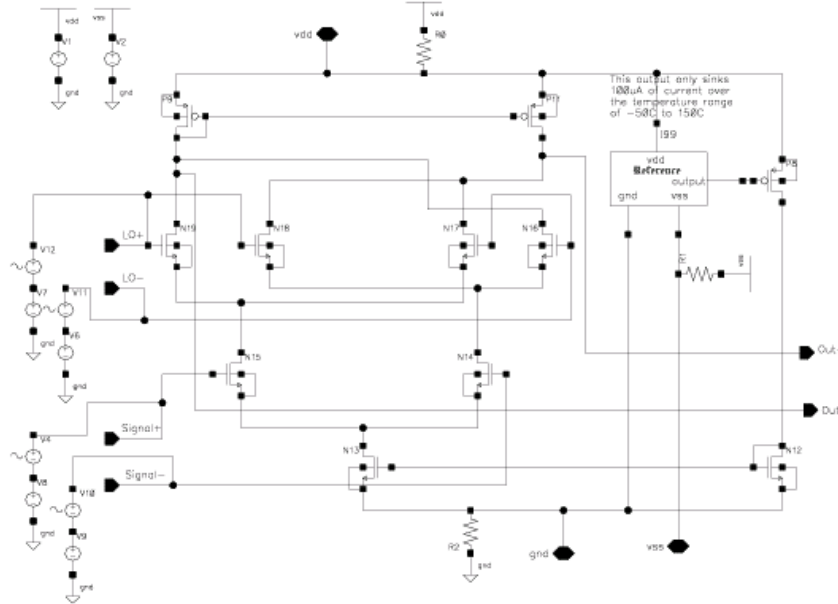 vdd
vss
vdd
V1
V2
vdd
R0
gnd
gnd
This output only sinks
100uA of current over
the temperature range
of -50C to 150C
P9
P11
I99
vdd
Reference
output
P8
gnd
vss
N19
N18
N17
N16
LO+
V12
LO-
V7
V11
R1
vss
gnd
V6
gnd
N15
N14
Out-
Out
Signal+
V4
N13
N12
Signal-
V8
V10
gnd
V9
R2
gnd
vss
gnd
gnd